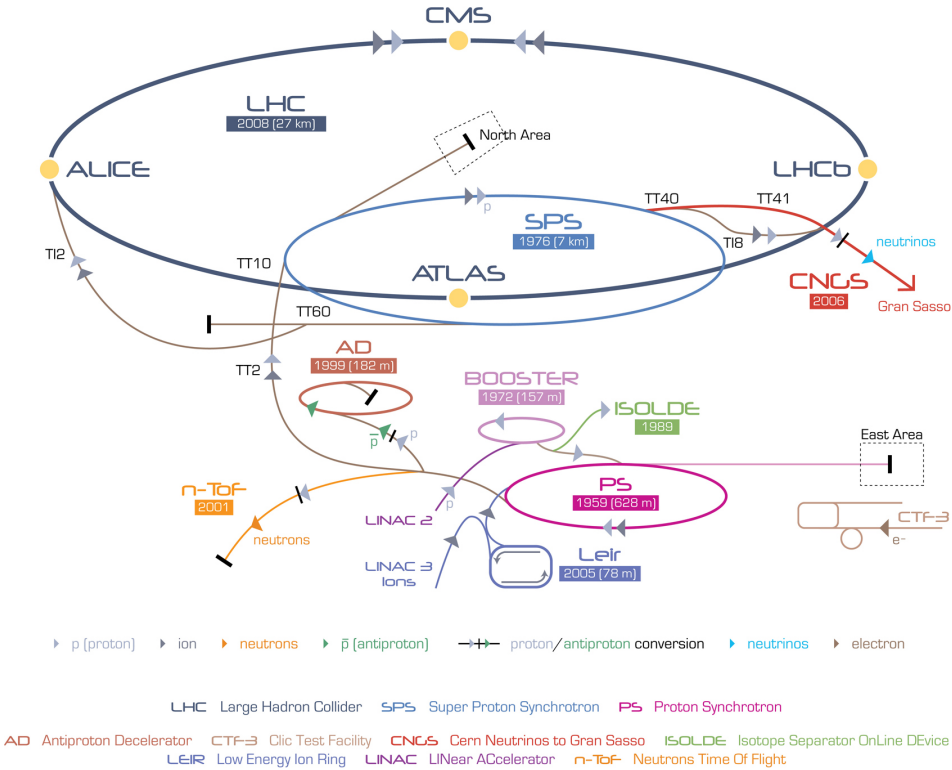 CMS
LHC
2008 (27 km)
North Area
ALICE
LHCb
TT40
TT41
p
SPS
1976 (7 km)
TI8
neutrinos
TI2
TT10
ATLAS
CNGS
2006
Gran Sasso
TT60
AD
1999 (182 m)
TT2
BOOSTER
1972 (157 m)
ISOLDE
1989
p̅
p
East Area
n-ToF
2001
PS
1959 (628 m)
LINAC 2
p
neutrons
CTF-3
e-
LINAC 3
Ions
Leir
2005 (78 m)
p (proton) ion neutrons p̅ (antiproton) proton/antiproton conversion neutrinos electron
LHC Large Hadron Collider SPS Super Proton Synchrotron PS Proton Synchrotron
AD Antiproton Decelerator CTF-3 Clic Test Facility CNGS Cern Neutrinos to Gran Sasso ISOLDE Isotope Separator OnLine DEvice
LEIR Low Energy Ion Ring LINAC LINear ACcelerator n-ToF Neutrons Time Of Flight